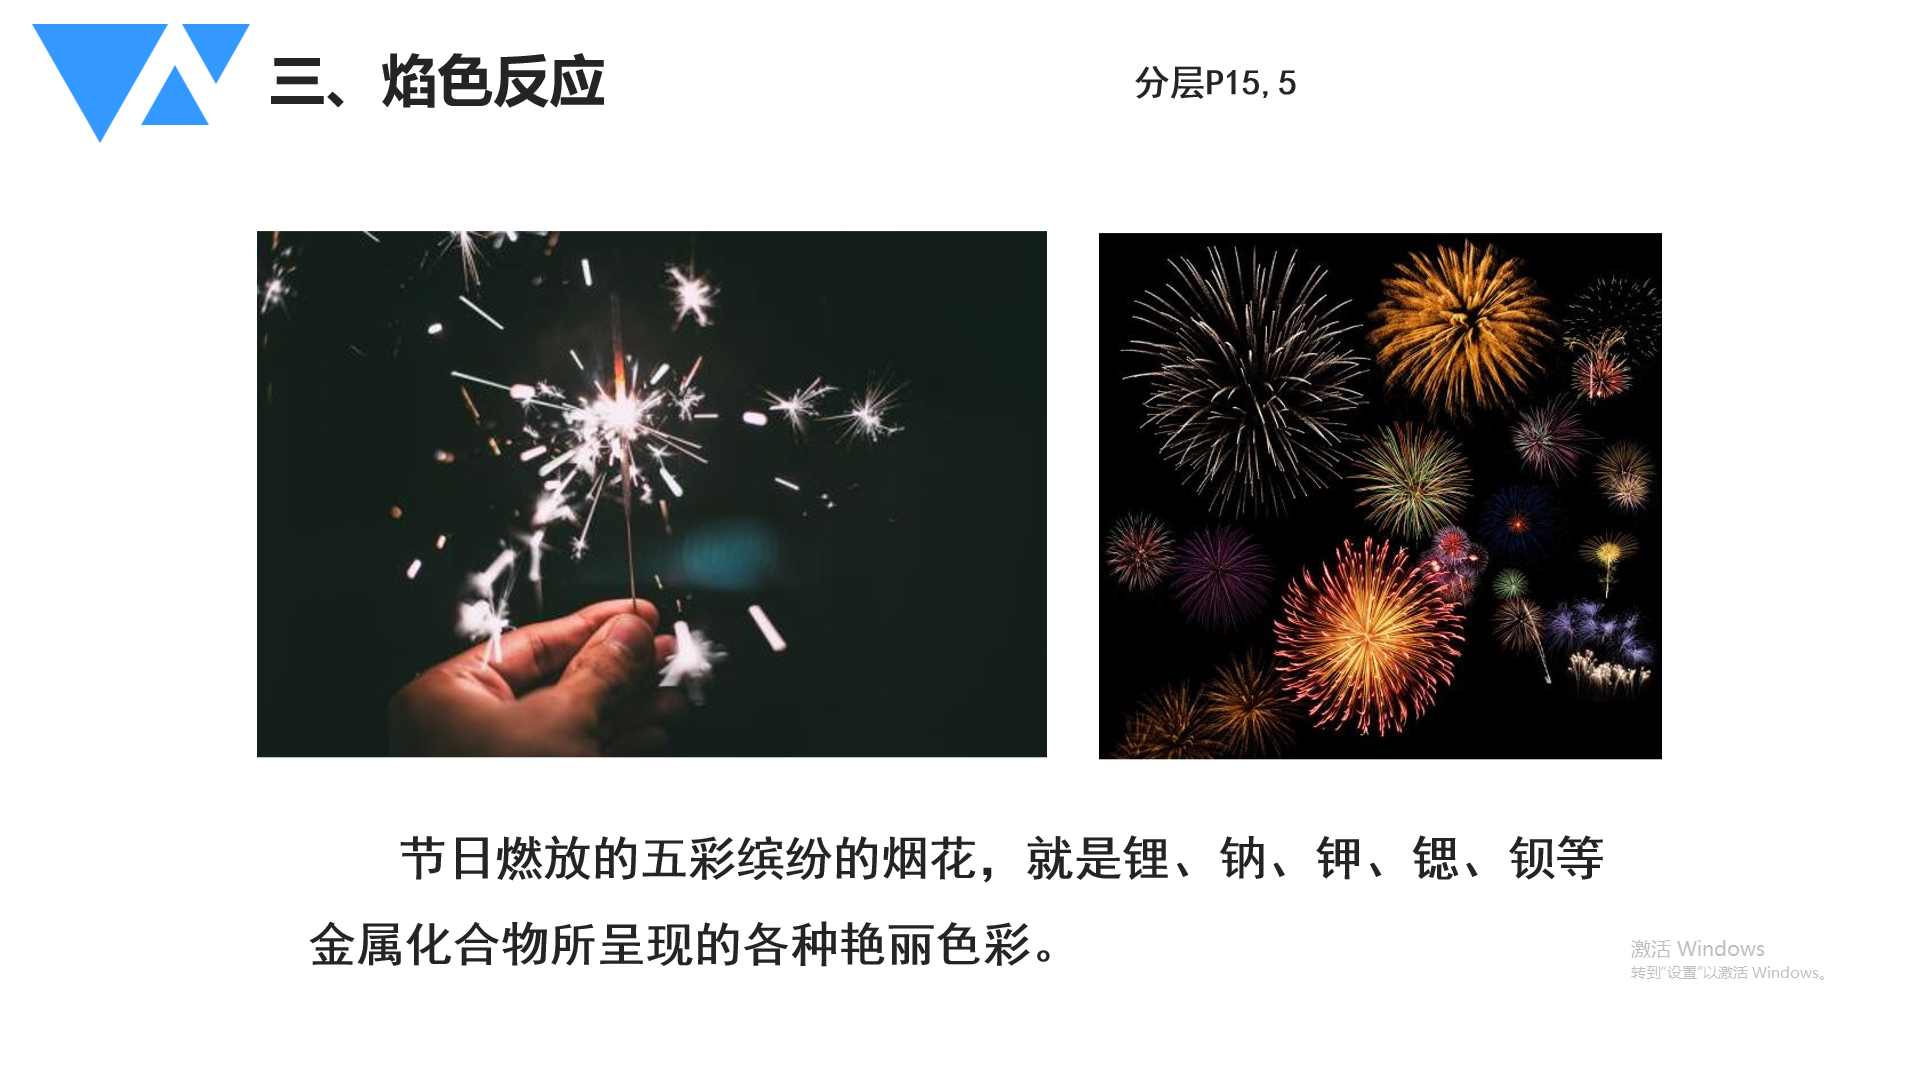 三、焰色反应
分层P15,5
节日燃放的五彩缤纷的烟花，就是锂、钠、钾、锶、钡等
金属化合物所呈现的各种艳丽色彩。
激活 Windows
转到“设置”以激活 Windows。